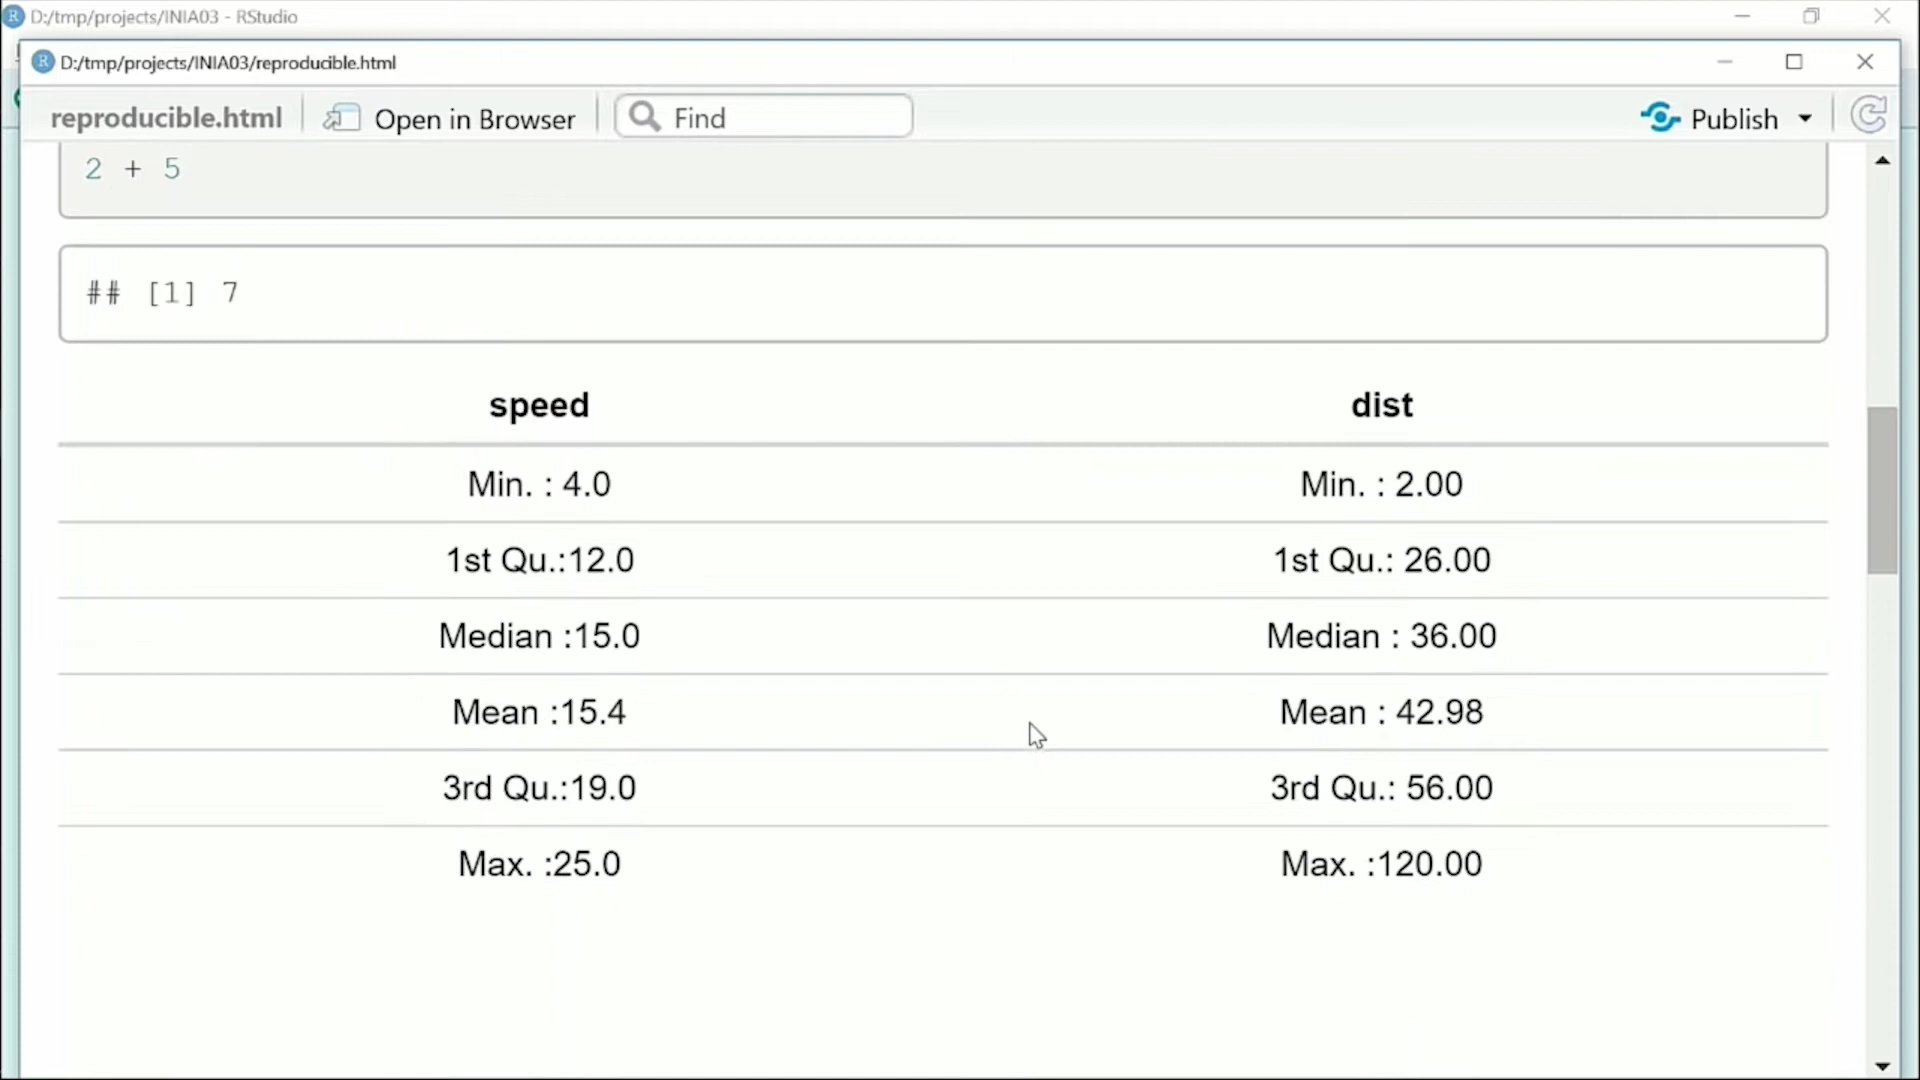 D:/tmp/projects/INIA03 - RStudio
D:/tmp/projects/INIA03/reproducible.html
reproducible.html Open in Browser Find Publish
2 + 5
## [1] 7
speed dist
Min. : 4.0 Min. : 2.00
1st Qu.:12.0 1st Qu.: 26.00
Median :15.0 Median : 36.00
Mean :15.4 Mean : 42.98
3rd Qu.:19.0 3rd Qu.: 56.00
Max. :25.0 Max. :120.00